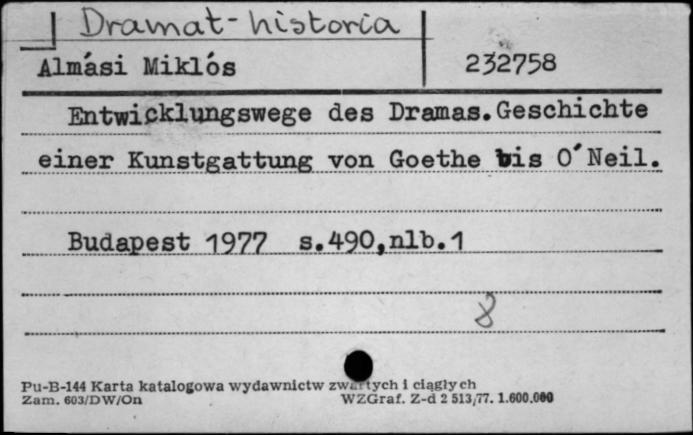 Dramat-historia
Almási Miklós 232758
Entwicklungswege des Dramas. Geschichte
einer Kunstgattung von Goethe bis O´Neil.
Budapest 1977 s.490,nlb.1
8
Pu-B-144 Karta katalogowa wydawnictw zwartych i ciągłych
Zam. 603/DW/On WZGraf. Z-d 2 513/77. 1.600.000